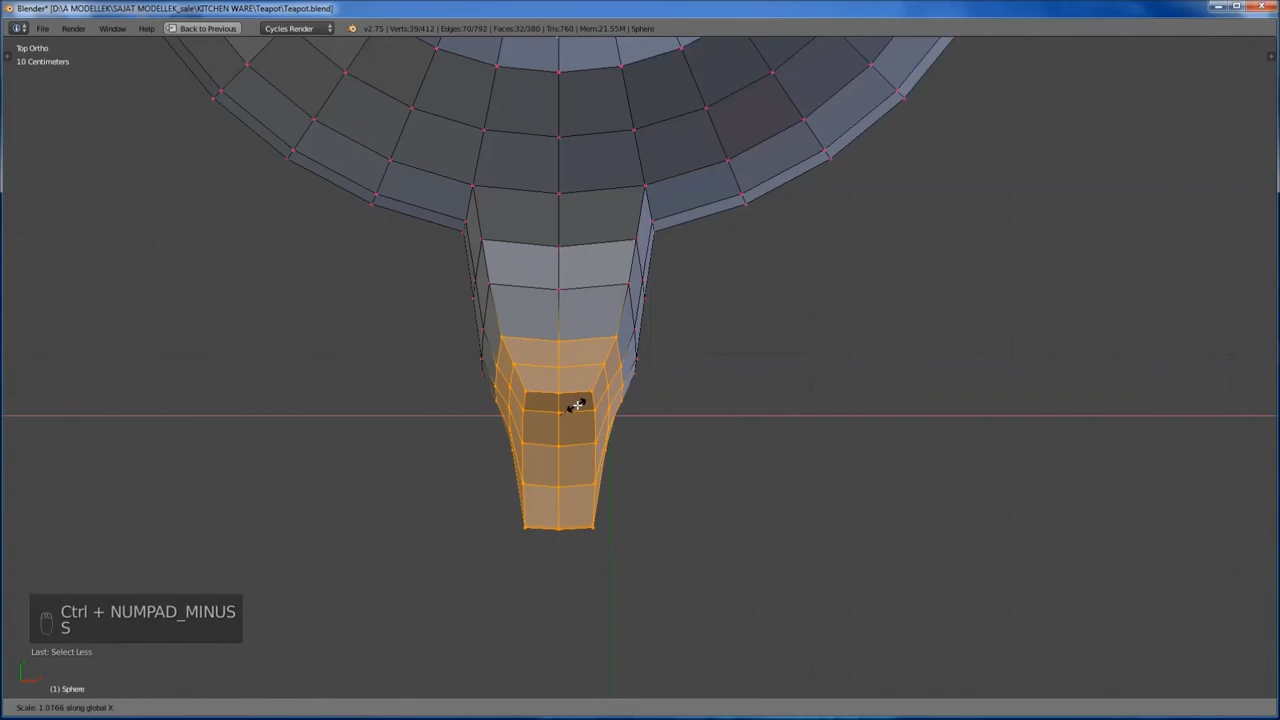 Blender* [D:\A MODELLEK\SAJAT MODELLEK_sale\KITCHEN WARE\Teapot\Teapot.blend]
File Render Window Help Back to Previous Cycles Render v2.75 | Verts:39/412 | Edges:70/792 | Faces:32/380 | Tris:760 | Mem:21.55M | Sphere
Top Ortho
10 Centimeters
Ctrl + NUMPAD_MINUS
S
Last: Select Less
(1) Sphere
Scale: 1.0766 along global X